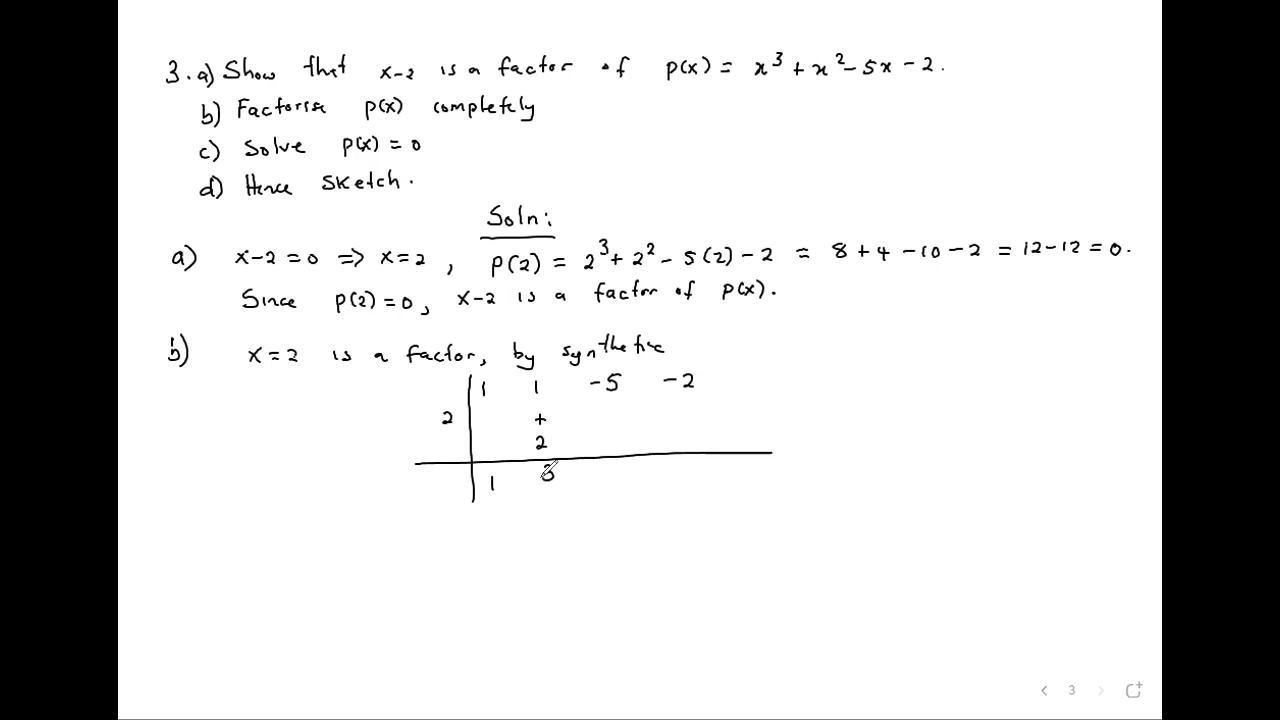 3. a) Show that x-2 is a factor of p(x) = x³ + x² - 5x - 2.
b) Factorise p(x) completely
c) Solve p(x) = 0
d) Hence sketch.
Soln:
a) x-2 = 0 => x = 2, p(2) = 2³ + 2² - 5(2) - 2 = 8 + 4 - 10 - 2 = 12 - 12 = 0.
Since p(2) = 0, x-2 is a factor of p(x).
b) x = 2 is a factor, by synthetic
1 1 -5 -2
2 +
2
1 3
3